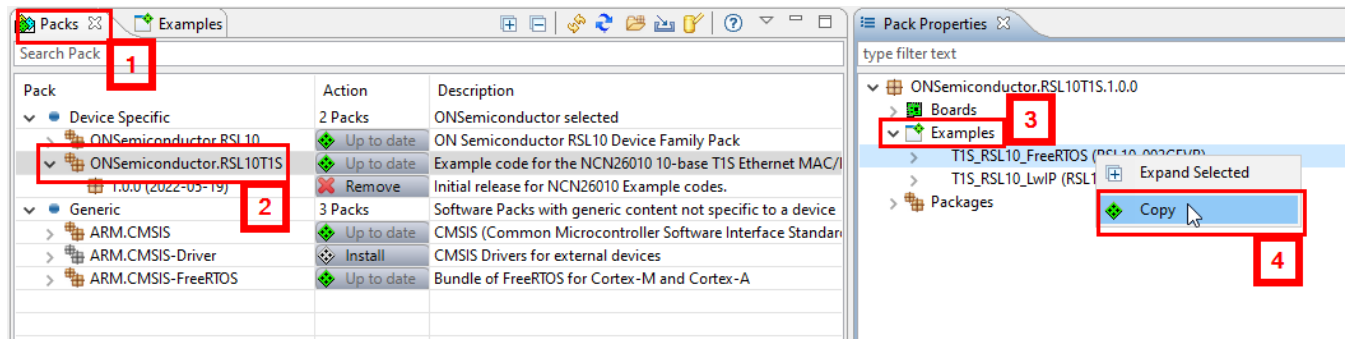 Packs Examples
Search Pack
1
Pack Action Description
Device Specific 2 Packs ONSemiconductor selected
ONSemiconductor.RSL10 Up to date ON Semiconductor RSL10 Device Family Pack
ONSemiconductor.RSL10T1S Up to date Example code for the NCN26010 10-base T1S Ethernet MAC/
1.0.0 (2022-05-19) Remove Initial release for NCN26010 Example codes.
2
Generic 3 Packs Software Packs with generic content not specific to a device
ARM.CMSIS Up to date CMSIS (Common Microcontroller Software Interface Standar
ARM.CMSIS-Driver Install CMSIS Drivers for external devices
ARM.CMSIS-FreeRTOS Up to date Bundle of FreeRTOS for Cortex-M and Cortex-A
Pack Properties
type filter text
ONSemiconductor.RSL10T1S.1.0.0
Boards
3
Examples
T1S_RSL10_FreeRTOS
T1S_RSL10_LwIP (RSL1
Packages
Expand Selected
Copy
4